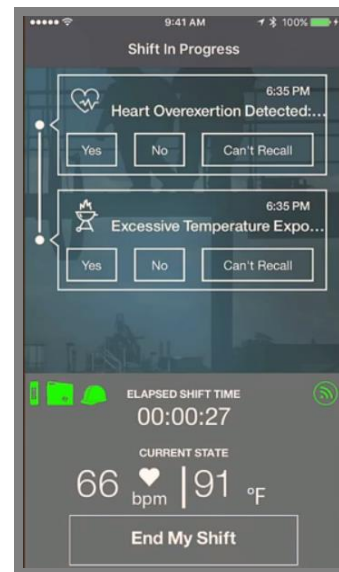 9:41 AM
100%
Shift In Progress
6:35 PM
Heart Overexertion Detected:...
Yes
No
Can't Recall
6:35 PM
Excessive Temperature Expo...
Yes
No
Can't Recall
ELAPSED SHIFT TIME
00:00:27
CURRENT STATE
66 bpm | 91 °F
End My Shift